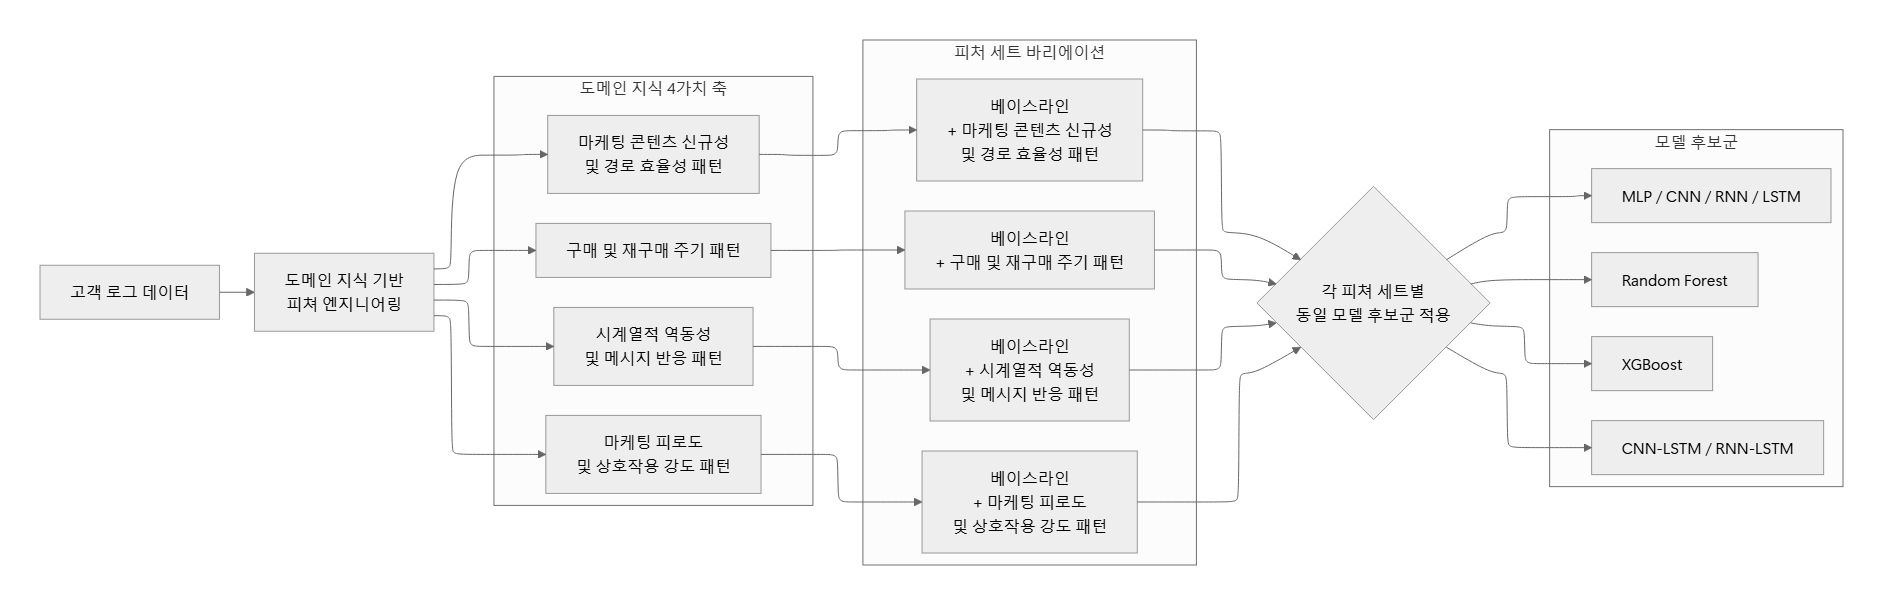 고객 로그 데이터
도메인 지식 기반
피쳐 엔지니어링
도메인 지식 4가치 축
마케팅 콘텐츠 신규성
및 경로 효율성 패턴
구매 및 재구매 주기 패턴
시계열적 역동성
및 메시지 반응 패턴
마케팅 피로도
및 상호작용 강도 패턴
피처 세트 바리에이션
베이스라인
+ 마케팅 콘텐츠 신규성
및 경로 효율성 패턴
베이스라인
+ 구매 및 재구매 주기 패턴
베이스라인
+ 시계열적 역동성
및 메시지 반응 패턴
베이스라인
+ 마케팅 피로도
및 상호작용 강도 패턴
각 피쳐 세트별
동일 모델 후보군 적용
모델 후보군
MLP / CNN / RNN / LSTM
Random Forest
XGBoost
CNN-LSTM / RNN-LSTM